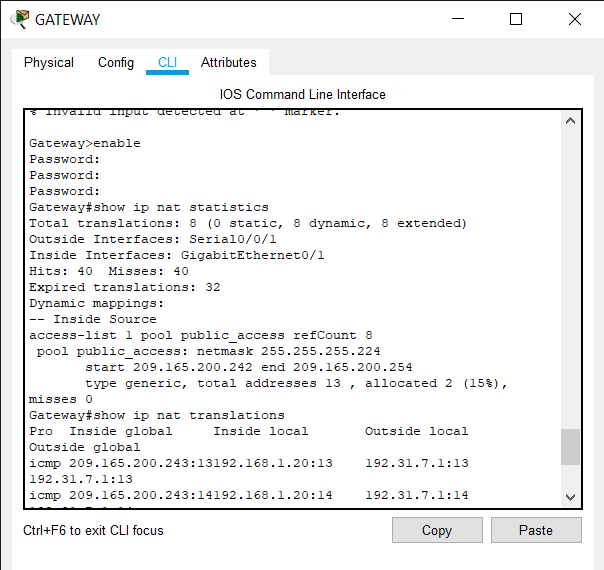 GATEWAY
Physical Config CLI Attributes
IOS Command Line Interface
% Invalid input detected at '^' marker.
Gateway>enable
Password:
Password:
Password:
Gateway#show ip nat statistics
Total translations: 8 (0 static, 8 dynamic, 8 extended)
Outside Interfaces: Serial0/0/1
Inside Interfaces: GigabitEthernet0/1
Hits: 40  Misses: 40
Expired translations: 32
Dynamic mappings:
-- Inside Source
access-list 1 pool public_access refCount 8
 pool public_access: netmask 255.255.255.224
       start 209.165.200.242 end 209.165.200.254
       type generic, total addresses 13 , allocated 2 (15%),
misses 0
Gateway#show ip nat translations
Pro  Inside global     Inside local       Outside local
Outside global
icmp 209.165.200.243:13192.168.1.20:13    192.31.7.1:13
192.31.7.1:13
icmp 209.165.200.243:14192.168.1.20:14    192.31.7.1:14
Ctrl+F6 to exit CLI focus
Copy
Paste